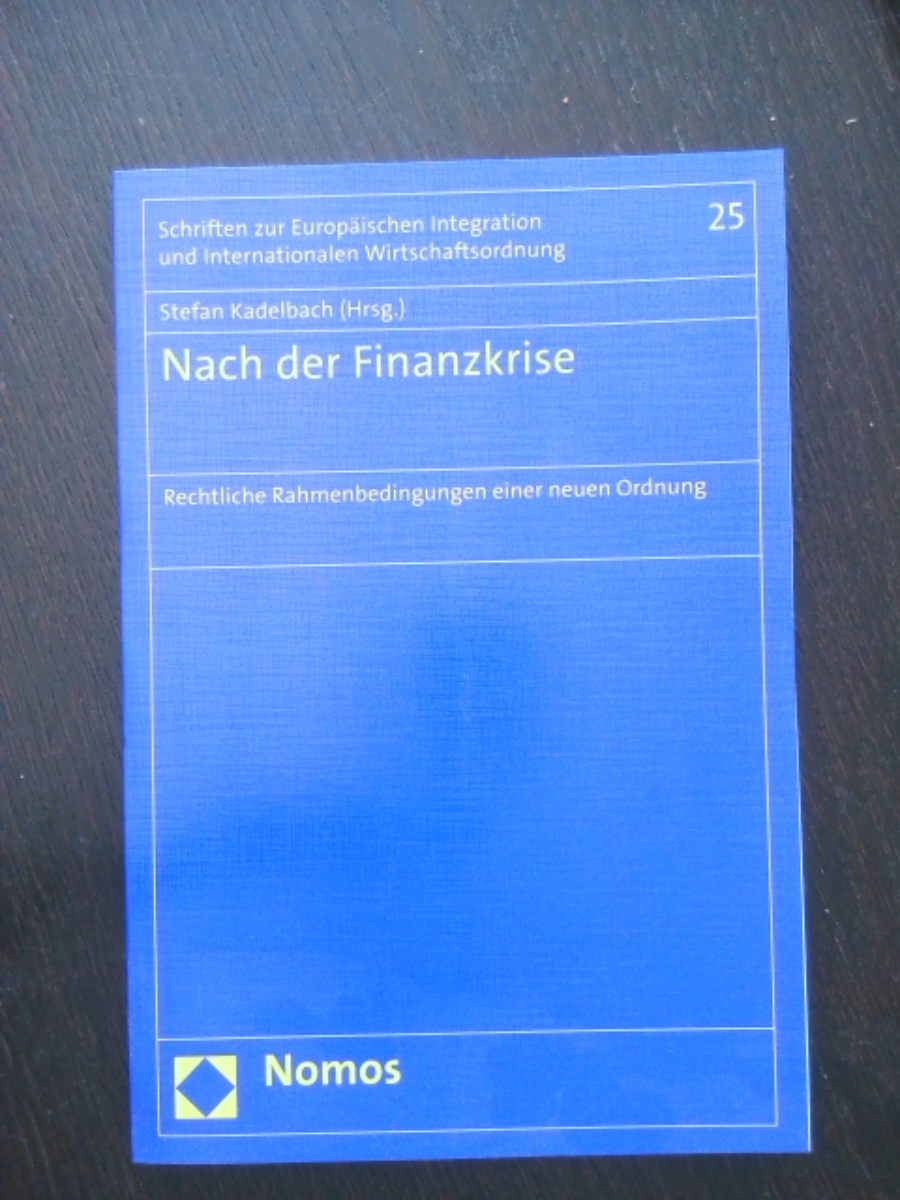 Schriften zur Europäischen Integration
und Internationalen Wirtschaftsordnung
25
Stefan Kadelbach (Hrsg.)
Nach der Finanzkrise
Rechtliche Rahmenbedingungen einer neuen Ordnung
Nomos